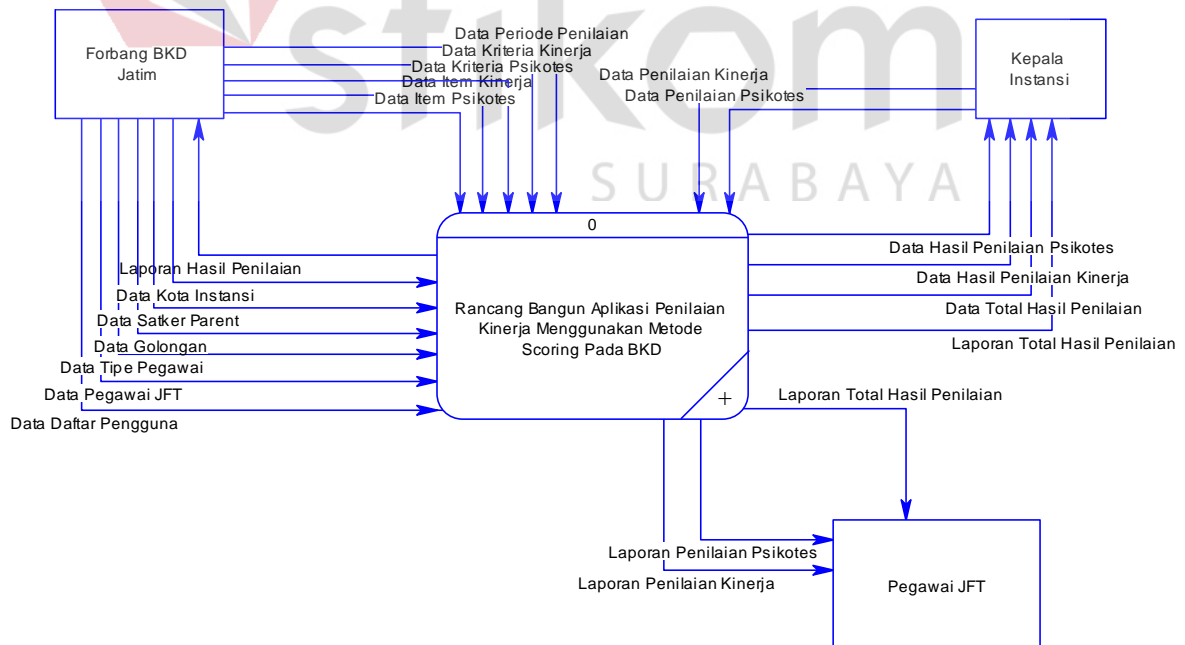 stikom
SURABAYA
Forbang BKD
Jatim
Kepala
Instansi
Data Periode Penilaian
Data Kriteria Kinerja
Data Kriteria Psikotes
Data Item Kinerja
Data Item Psikotes
Data Penilaian Kinerja
Data Penilaian Psikotes
0
Rancang Bangun Aplikasi Penilaian
Kinerja Menggunakan Metode
Scoring Pada BKD
+
Laporan Hasil Penilaian
Data Kota Instansi
Data Satker Parent
Data Golongan
Data Tipe Pegawai
Data Pegawai JFT
Data Daftar Pengguna
Data Hasil Penilaian Psikotes
Data Hasil Penilaian Kinerja
Data Total Hasil Penilaian
Laporan Total Hasil Penilaian
Laporan Total Hasil Penilaian
Laporan Penilaian Psikotes
Laporan Penilaian Kinerja
Pegawai JFT